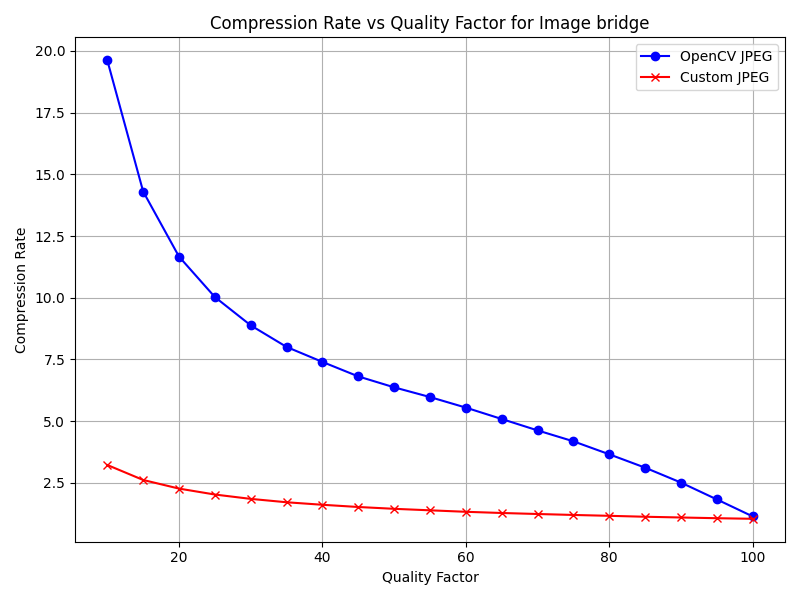 Compression Rate vs Quality Factor for Image bridge
OpenCV JPEG
Custom JPEG
Compression Rate
20.0
17.5
15.0
12.5
10.0
7.5
5.0
2.5
20
40
60
80
100
Quality Factor